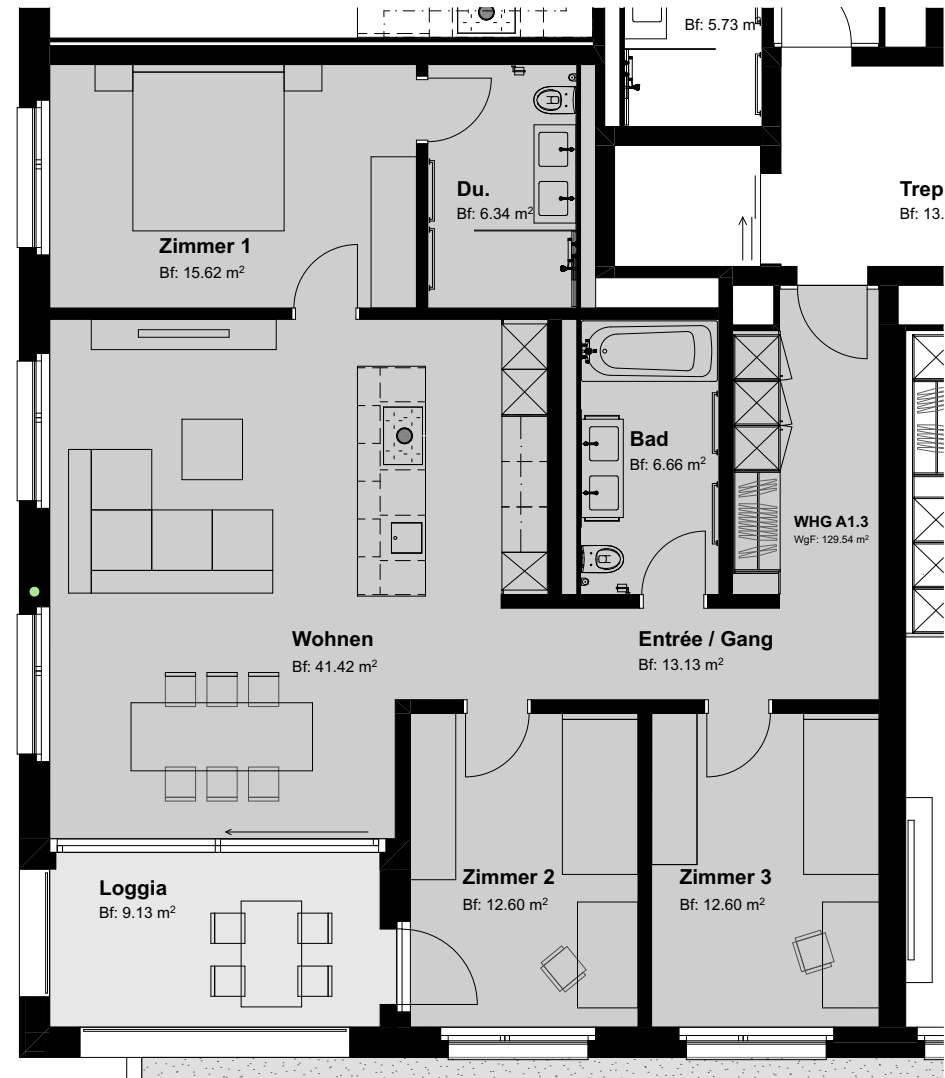 Bf: 5.73 m²
Trep
Bf: 13.
Du.
Bf: 6.34 m²
Zimmer 1
Bf: 15.62 m²
Bad
Bf: 6.66 m²
WHG A1.3
WgF: 129.54 m²
Wohnen
Bf: 41.42 m²
Entrée / Gang
Bf: 13.13 m²
Loggia
Bf: 9.13 m²
Zimmer 2
Bf: 12.60 m²
Zimmer 3
Bf: 12.60 m²